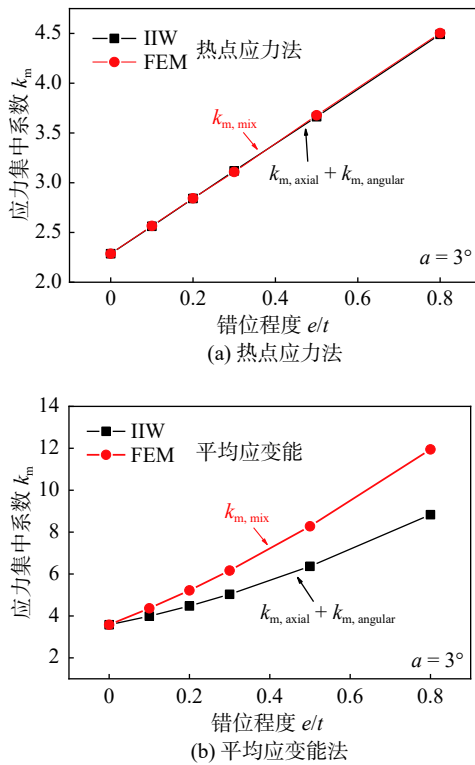 4.5
4.0
3.5
3.0
2.5
2.0
应力集中系数 km
IIW
FEM
热点应力法
km, mix
km, axial + km, angular
a = 3°
0 0.2 0.4 0.6 0.8
错位程度 e/t
(a) 热点应力法
14
12
10
8
6
4
2
应力集中系数 km
IIW
FEM
平均应变能
km, mix
km, axial + km, angular
a = 3°
0 0.2 0.4 0.6 0.8
错位程度 e/t
(b) 平均应变能法